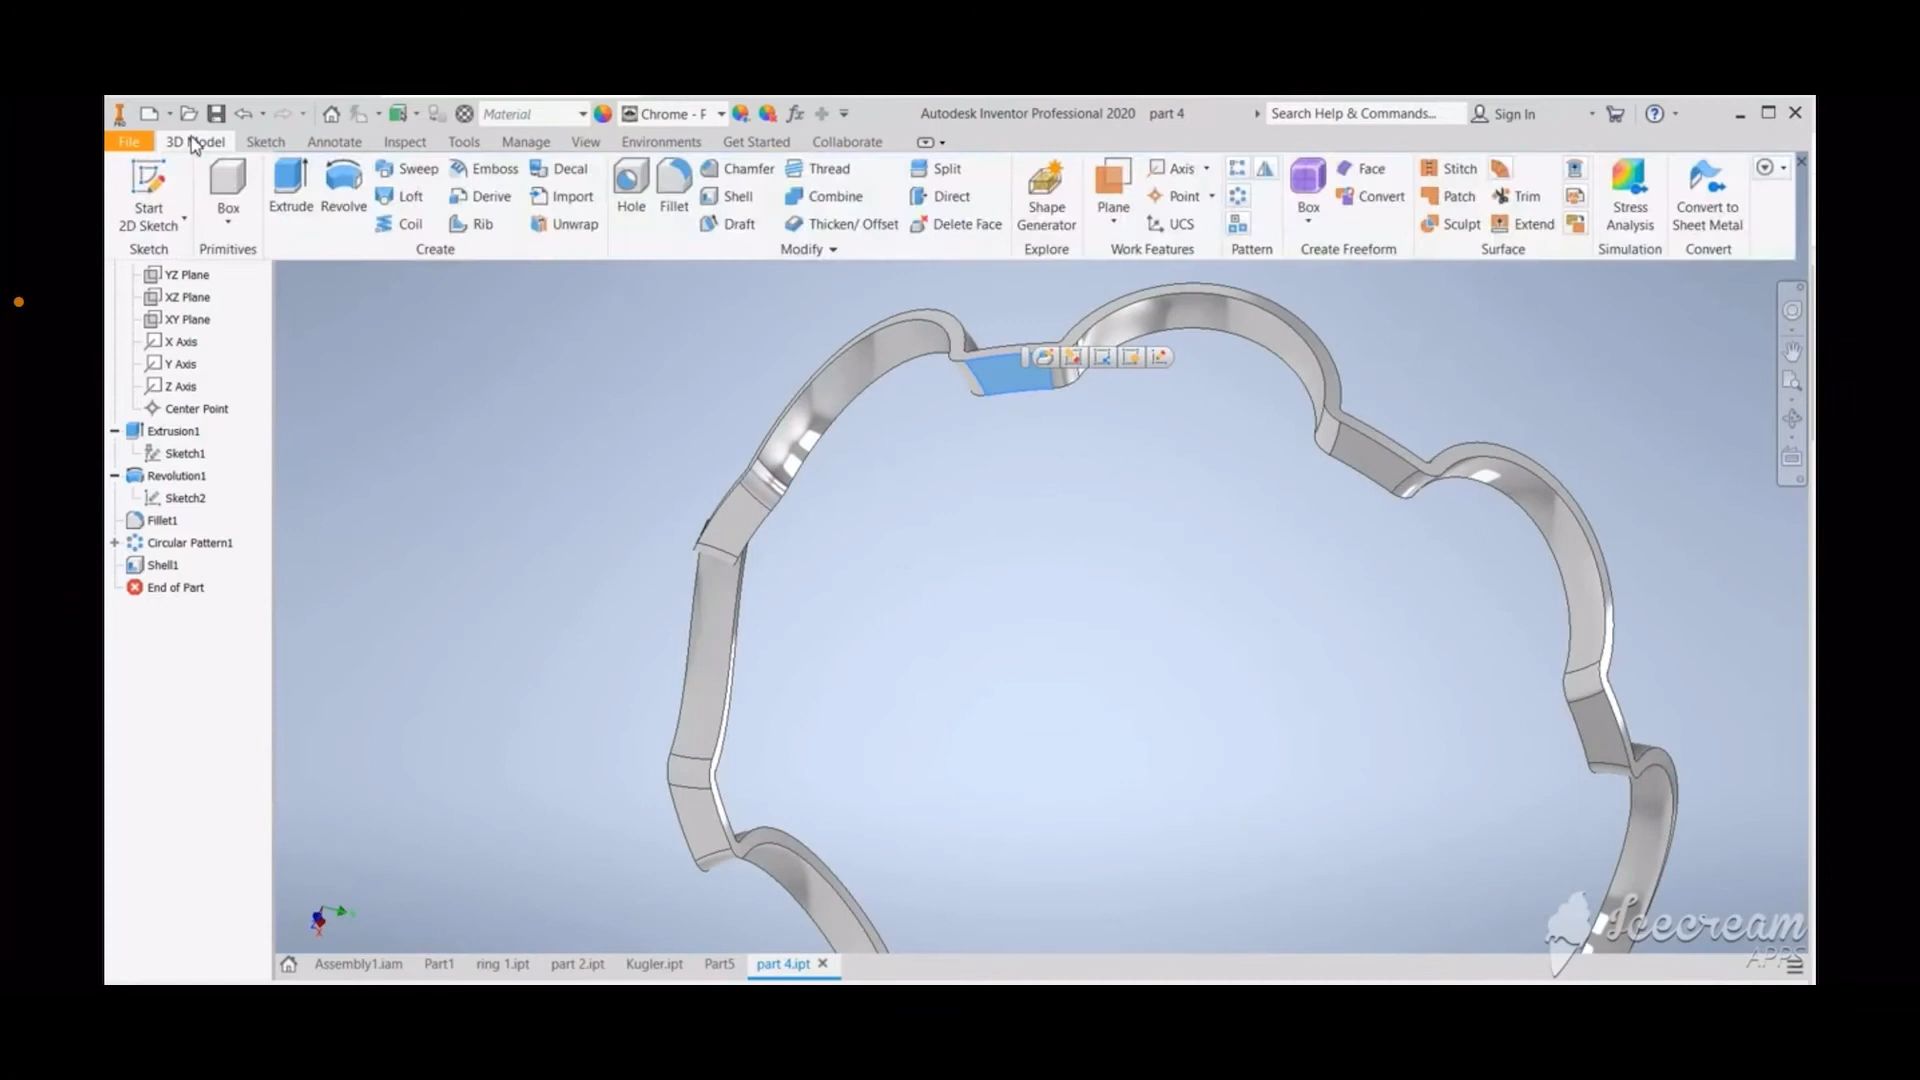 Material Chrome - F fx Autodesk Inventor Professional 2020 part 4 Search Help & Commands... Sign In
File 3D Model Sketch Annotate Inspect Tools Manage View Environments Get Started Collaborate
Start 2D Sketch
Sketch
Box
Primitives
Extrude Revolve
Sweep Emboss Decal
Loft Derive Import
Coil Rib Unwrap
Create
Hole Fillet
Chamfer Thread Split
Shell Combine Direct
Draft Thicken/ Offset Delete Face
Modify
Shape Generator
Explore
Plane
Axis
Point
UCS
Work Features
Pattern
Box
Face
Convert
Create Freeform
Stitch
Patch Trim
Sculpt Extend
Surface
Stress Analysis
Simulation
Convert to Sheet Metal
Convert
YZ Plane
XZ Plane
XY Plane
X Axis
Y Axis
Z Axis
Center Point
Extrusion1
Sketch1
Revolution1
Sketch2
Fillet1
Circular Pattern1
Shell1
End of Part
Icecream
APPS
Assembly1.iam Part1 ring 1.ipt part 2.ipt Kugler.ipt Part5 part 4.ipt